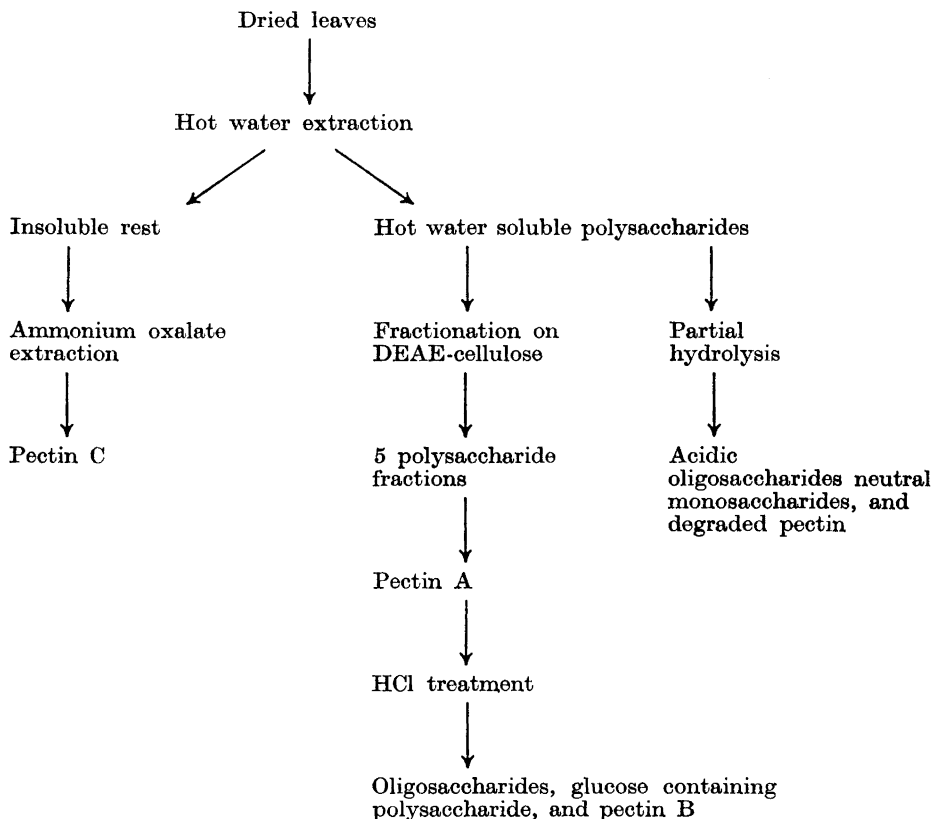 Dried leaves
Hot water extraction
Insoluble rest
Hot water soluble polysaccharides
Ammonium oxalate
extraction
Fractionation on
DEAE-cellulose
Partial
hydrolysis
Pectin C
5 polysaccharide
fractions
Acidic
oligosaccharides neutral
monosaccharides, and
degraded pectin
Pectin A
HCl treatment
Oligosaccharides, glucose containing
polysaccharide, and pectin B